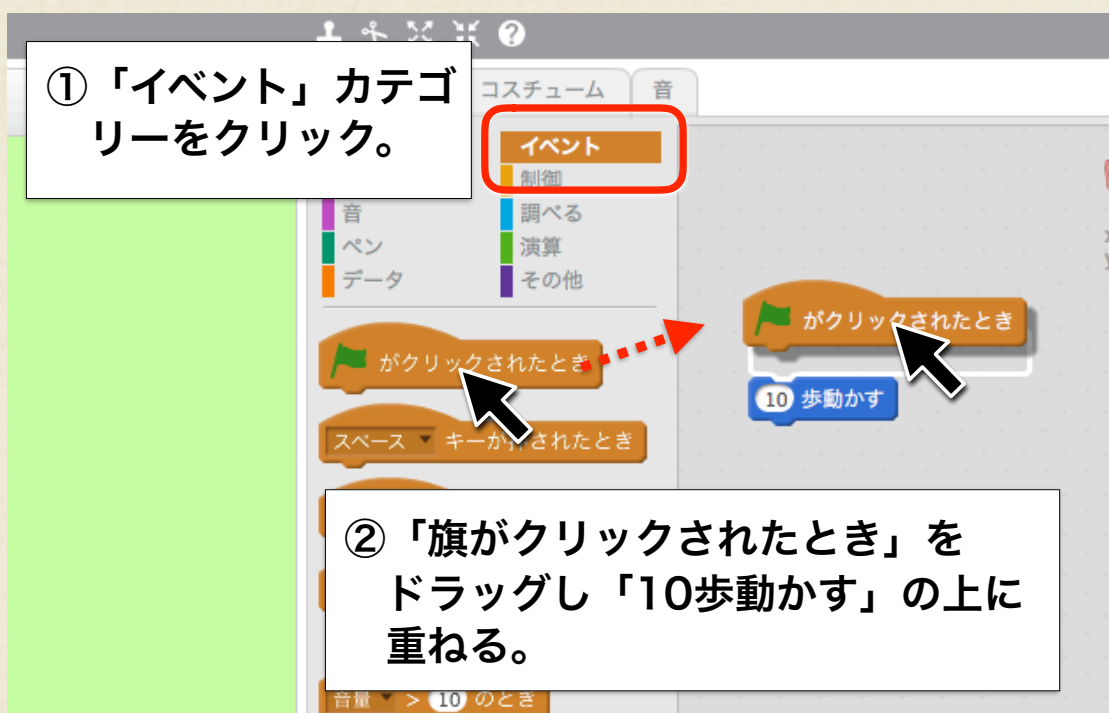 ①「イベント」カテゴ
リーをクリック。
コスチューム 音
イベント
制御
音 調べる
ペン 演算
データ その他
がクリックされたとき
がクリックされたとき
10 歩動かす
スペース キーが押されたとき
②「旗がクリックされたとき」を
ドラッグし「10歩動かす」の上に
重ねる。
音量 > 10 のとき